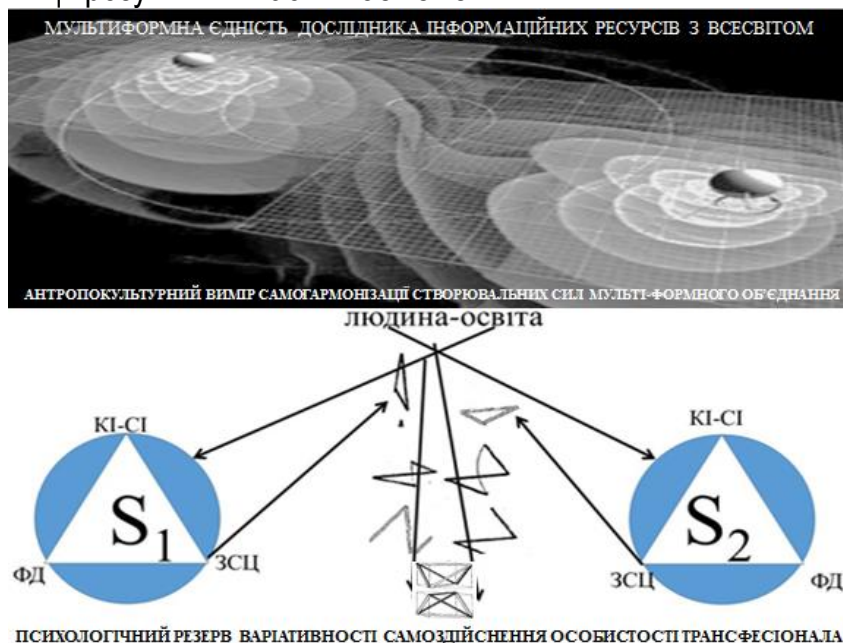 МУЛЬТИФОРМНА ЄДНІСТЬ ДОСЛІДНИКА ІНФОРМАЦІЙНИХ РЕСУРСІВ З ВСЕСВІТОМ
АНТРОПОКУЛЬТУРНИЙ ВИМІР САМОГАРМОНІЗАЦІЇ СТВОРЮВАЛЬНИХ СИЛ МУЛЬТИ-ФОРМНОГО ОБ'ЄДНАННЯ
людина-освіта
КІ-СІ
КІ-СІ
S1
S2
ФД
ЗСЦ
ЗСЦ
ФД
ПСИХОЛОГІЧНИЙ РЕЗЕРВ ВАРІАТИВНОСТІ САМОЗДІЙСНЕННЯ ОСОБИСТОСТІ ТРАНСФЕСІОНАЛА